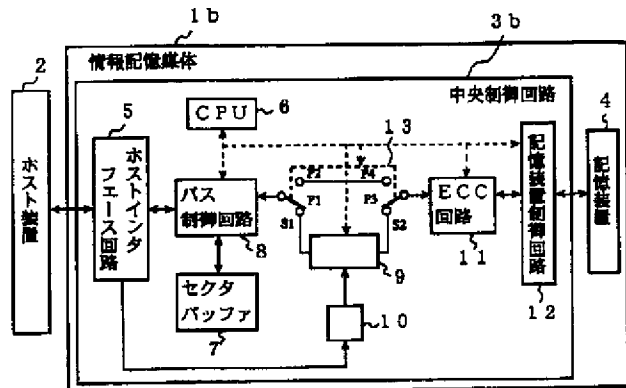 1b
3b
2
情報記憶媒体
中央制御回路
4
5
CPU
6
13
ホスト装置
ホストインタ
フェース回路
バス
制御回路
8
P2
P4
P1
P3
S1
S2
ECC
回路
11
記憶装置制御回路
12
記憶装置
9
セクタ
バッファ
7
10